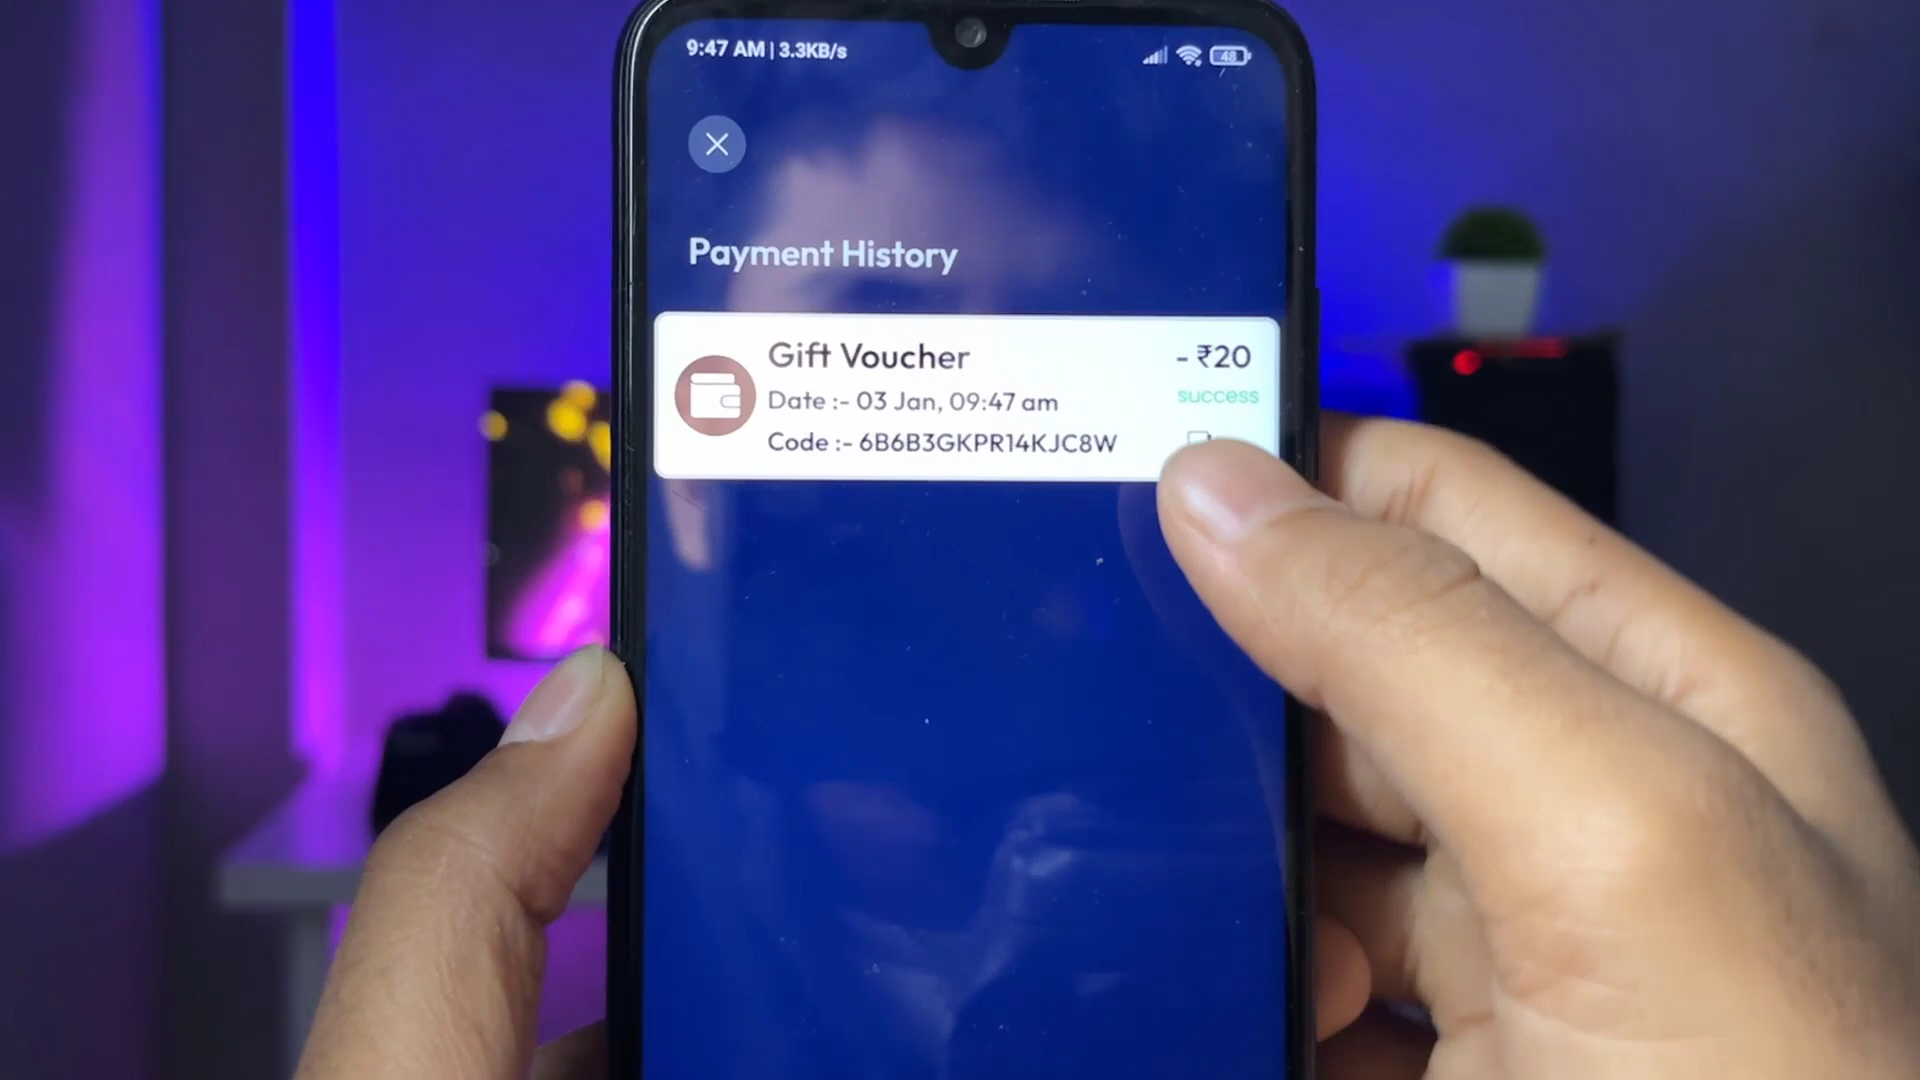 9:47 AM | 3.3KB/s
48
Payment History
Gift Voucher
- ₹20
Date :- 03 Jan, 09:47 am
success
Code :- 6B6B3GKPR14KJC8W